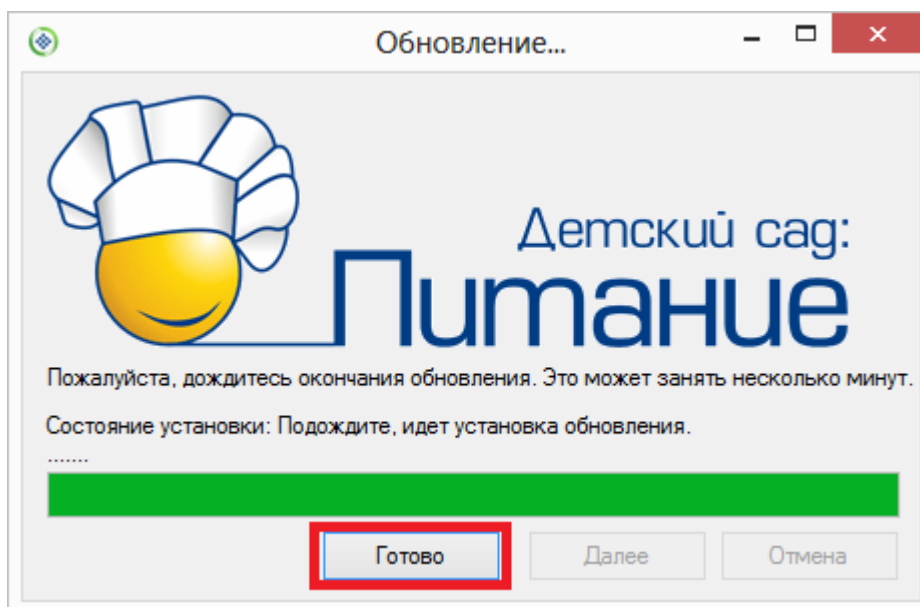 Обновление...
Детский сад:
Питание
Пожалуйста, дождитесь окончания обновления. Это может занять несколько минут.
Состояние установки: Подождите, идет установка обновления.
.......
Готово Далее Отмена